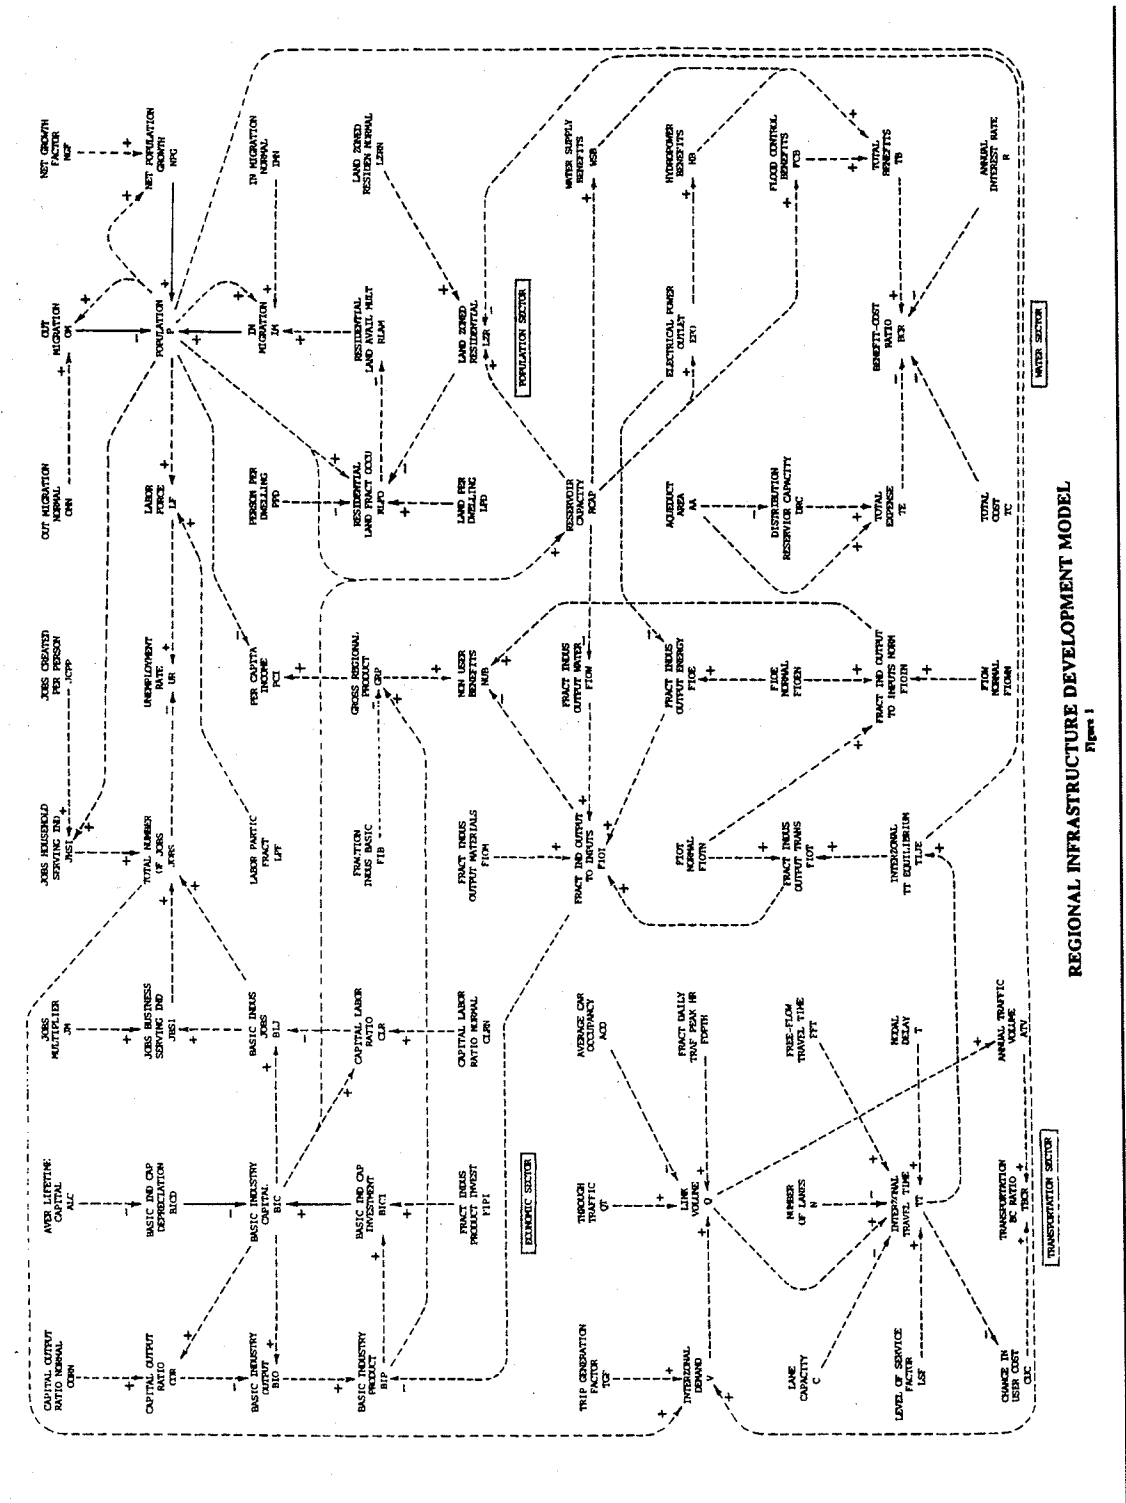 CAPITAL OUTPUT
RATIO NORMAL
CORN
AVER LIFETIME
CAPITAL
ALC
JOBS
MULTIPLIER
JM
JOBS HOUSEHOLD
SERVING IND
JHSI
JOBS CREATED
PER PERSON
JCPP
OUT MIGRATION
NORMAL
OMN
OUT
MIGRATION
OM
NET GROWTH
FACTOR
NGF
CAPITAL OUTPUT
RATIO
COR
BASIC IND CAP
DEPRECIATION
BICD
JOBS BUSINESS
SERVING IND
JBSI
TOTAL NUMBER
OF JOBS
JOBS
UNEMPLOYMENT
RATE
UR
LABOR
FORCE
LF
POPULATION
P
NET POPULATION
GROWTH
NPG
BASIC INDUSTRY
OUTPUT
BIO
BASIC INDUSTRY
CAPITAL
BIC
BASIC INDUS
JOBS
BIJ
LABOR PARTIC
FRACT
LPF
PER CAPITA
INCOME
PCI
PERSON PER
DWELLING
PPD
IN
MIGRATION
IM
IN MIGRATION
NORMAL
IMN
BASIC INDUSTRY
PRODUCT
BIP
BASIC IND CAP
INVESTMENT
BICI
CAPITAL LABOR
RATIO
CLR
FRACTION
INDUS BASIC
FIB
GROSS REGIONAL
PRODUCT
GRP
RESIDENTIAL
LAND FRACT OCCU
RLFO
RESIDENTIAL
LAND AVAIL MULT
RLAM
LAND ZONED
RESIDEN NORMAL
LZRN
FRACT INDUS
PRODUCT INVEST
FIPI
CAPITAL LABOR
RATIO NORMAL
CLRN
FRACT INDUS
OUTPUT MATERIALS
FIOM
NON USER
BENEFITS
NUB
LAND PER
DWELLING
LPD
LAND ZONED
RESIDENTIAL
LZR
ECONOMIC SECTOR
POPULATION SECTOR
TRIP GENERATION
FACTOR
TGF
THROUGH
TRAFFIC
QT
AVERAGE CAR
OCCUPANCY
ACO
FRACT IND OUTPUT
TO INPUTS
FIOI
FRACT INDUS
OUTPUT WATER
FIOW
RESERVOIR
CAPACITY
RCAP
WATER SUPPLY
BENEFITS
WSB
INTERZONAL
DEMAND
V
LINK
VOLUME
Q
FRACT DAILY
TRAF PEAK HR
FDPTH
FIOT
NORMAL
FIOTN
FRACT INDUS
OUTPUT ENERGY
FIOE
AQUEDUCT
AREA
AA
ELECTRICAL POWER
OUTLET
EPO
HYDROPOWER
BENEFITS
HB
LANE
CAPACITY
C
NUMBER
OF LANES
N
FREE-FLOW
TRAVEL TIME
FFT
FRACT INDUS
OUTPUT TRANS
FIOT
FIOE
NORMAL
FIOEN
DISTRIBUTION
RESERVIOR CAPACITY
DRC
FLOOD CONTROL
BENEFITS
FCB
LEVEL OF SERVICE
FACTOR
LSF
INTERZONAL
TRAVEL TIME
TT
MODAL
DELAY
T
INTERZONAL
TT EQUILIBRIUM
TIJE
FRACT IND OUTPUT
TO INPUTS NORM
FIOIN
TOTAL
EXPENSE
TE
BENEFIT-COST
RATIO
BCR
TOTAL
BENEFITS
TB
CHANGE IN
USER COST
CUC
TRANSPORTATION
BC RATIO
TBCR
ANNUAL TRAFFIC
VOLUME
ATV
FIOW
NORMAL
FIOWN
TOTAL
COST
TC
ANNUAL
INTEREST RATE
R
TRANSPORTATION SECTOR
WATER SECTOR
REGIONAL INFRASTRUCTURE DEVELOPMENT MODEL
Figure 1